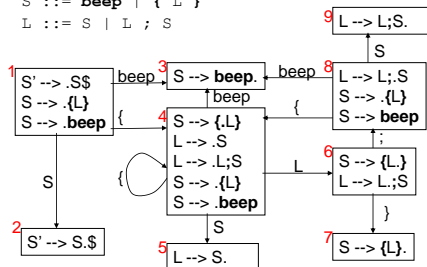 S ::= beep | { L }
L ::= S | L ; S
9
L --> L;S.
S
1
S' --> .S$
S --> .{L}
S --> .beep
beep
{
3
S --> beep.
beep
beep
{
8
L --> L;.S
S --> .{L}
S --> beep
4
S --> {.L}
L --> .S
L --> .L;S
S --> .{L}
S --> .beep
{
L
;
6
S --> {L.}
L --> L.;S
S
S
}
2
S' --> S.$
5
L --> S.
7
S --> {L}.